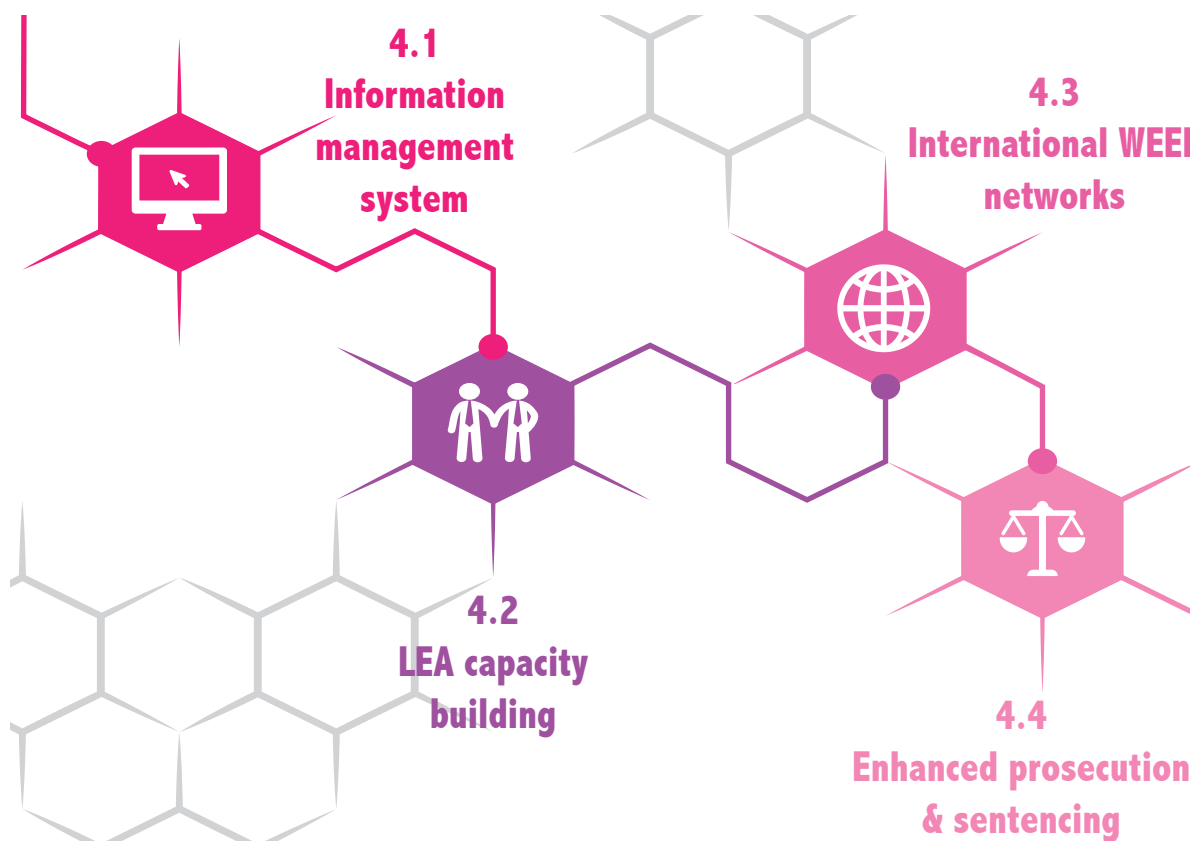 4.1
Information
management
system
4.3
International WEEE
networks
4.2
LEA capacity
building
4.4
Enhanced prosecution
& sentencing